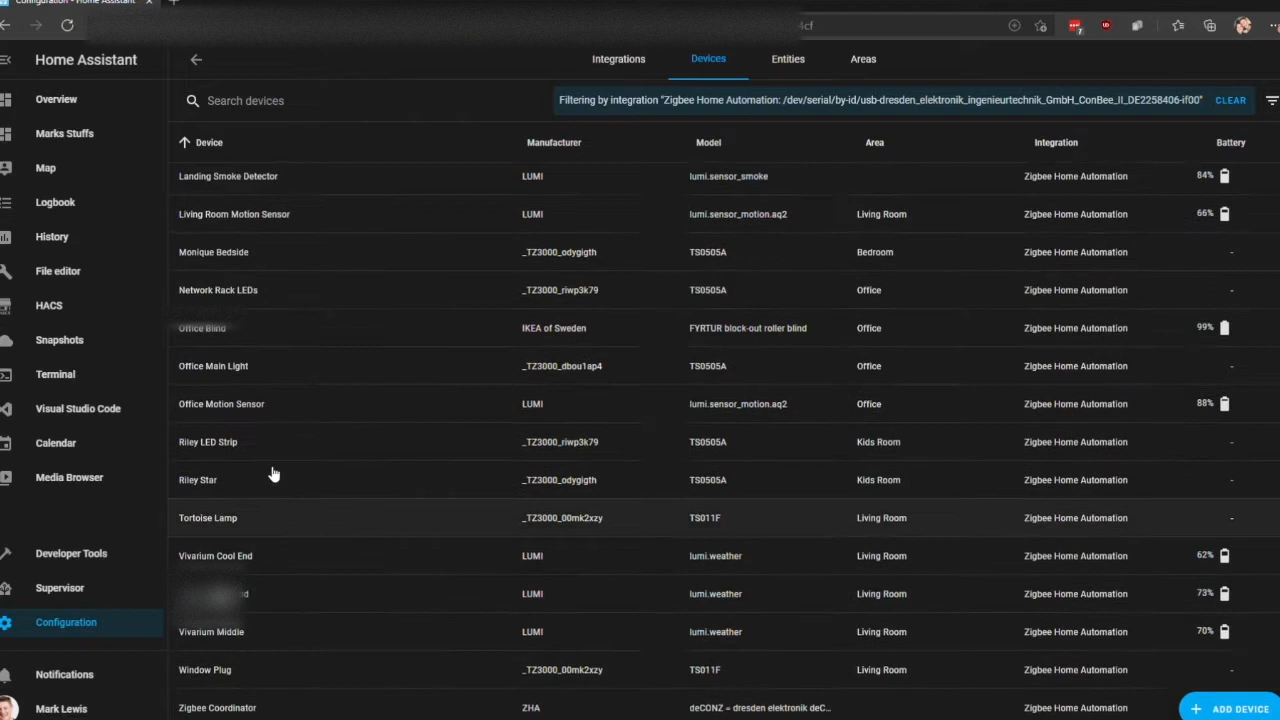 Configuration - Home Assistant
4cf
7
Home Assistant
Integrations
Devices
Entities
Areas
Overview
Search devices
Filtering by integration "Zigbee Home Automation: /dev/serial/by-id/usb-dresden_elektronik_ingenieurtechnik_GmbH_ConBee_II_DE2258406-if00"
CLEAR
Marks Stuffs
Device Manufacturer Model Area Integration Battery
Map
Landing Smoke Detector LUMI lumi.sensor_smoke Zigbee Home Automation 84%
Logbook
Living Room Motion Sensor LUMI lumi.sensor_motion.aq2 Living Room Zigbee Home Automation 66%
History
Monique Bedside _TZ3000_odygigth TS0505A Bedroom Zigbee Home Automation -
File editor
Network Rack LEDs _TZ3000_riwp3k79 TS0505A Office Zigbee Home Automation -
HACS
Office Blind IKEA of Sweden FYRTUR block-out roller blind Office Zigbee Home Automation 99%
Snapshots
Office Main Light _TZ3000_dbou1ap4 TS0505A Office Zigbee Home Automation -
Terminal
Office Motion Sensor LUMI lumi.sensor_motion.aq2 Office Zigbee Home Automation 88%
Visual Studio Code
Riley LED Strip _TZ3000_riwp3k79 TS0505A Kids Room Zigbee Home Automation -
Calendar
Riley Star _TZ3000_odygigth TS0505A Kids Room Zigbee Home Automation -
Media Browser
Tortoise Lamp _TZ3000_00mk2xzy TS011F Living Room Zigbee Home Automation -
Developer Tools
Vivarium Cool End LUMI lumi.weather Living Room Zigbee Home Automation 62%
Supervisor
LUMI lumi.weather Living Room Zigbee Home Automation 73%
Configuration
Vivarium Middle LUMI lumi.weather Living Room Zigbee Home Automation 70%
Notifications
Window Plug _TZ3000_00mk2xzy TS011F Living Room Zigbee Home Automation -
Mark Lewis
Zigbee Coordinator ZHA deCONZ = dresden elektronik deC...
ADD DEVICE